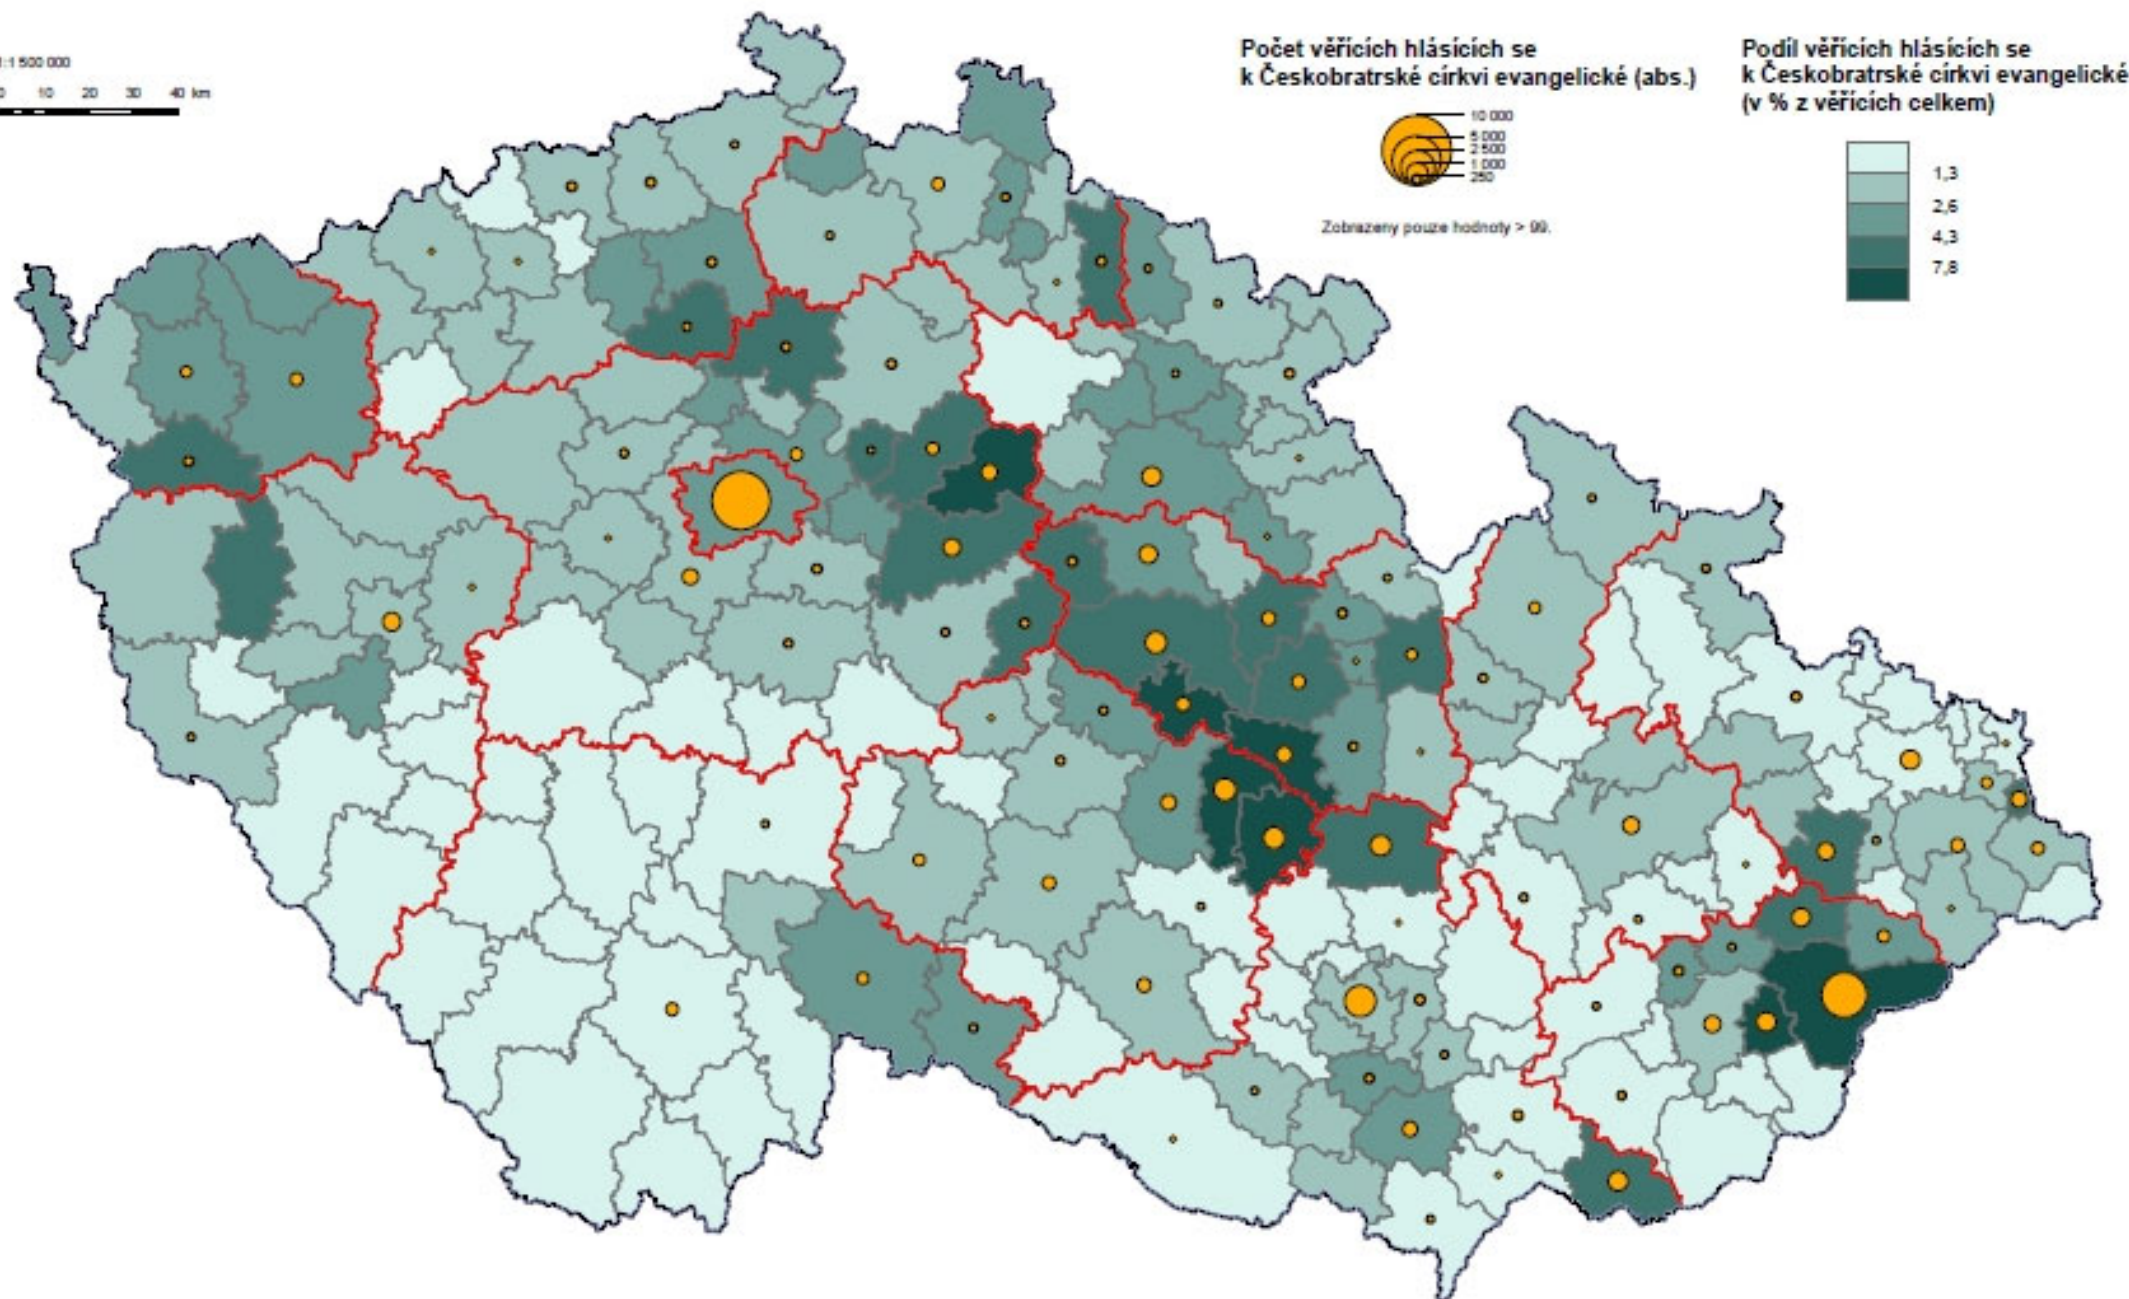 1:1 500 000
0 10 20 30 40 km
Počet věřících hlásících se
k Českobratrské církvi evangelické (abs.)
10 000
5 000
2 500
1 000
250
Zobrazeny pouze hodnoty > 99.
Podíl věřících hlásících se
k Českobratrské církvi evangelické
(v % z věřících celkem)
1,3
2,6
4,3
7,8